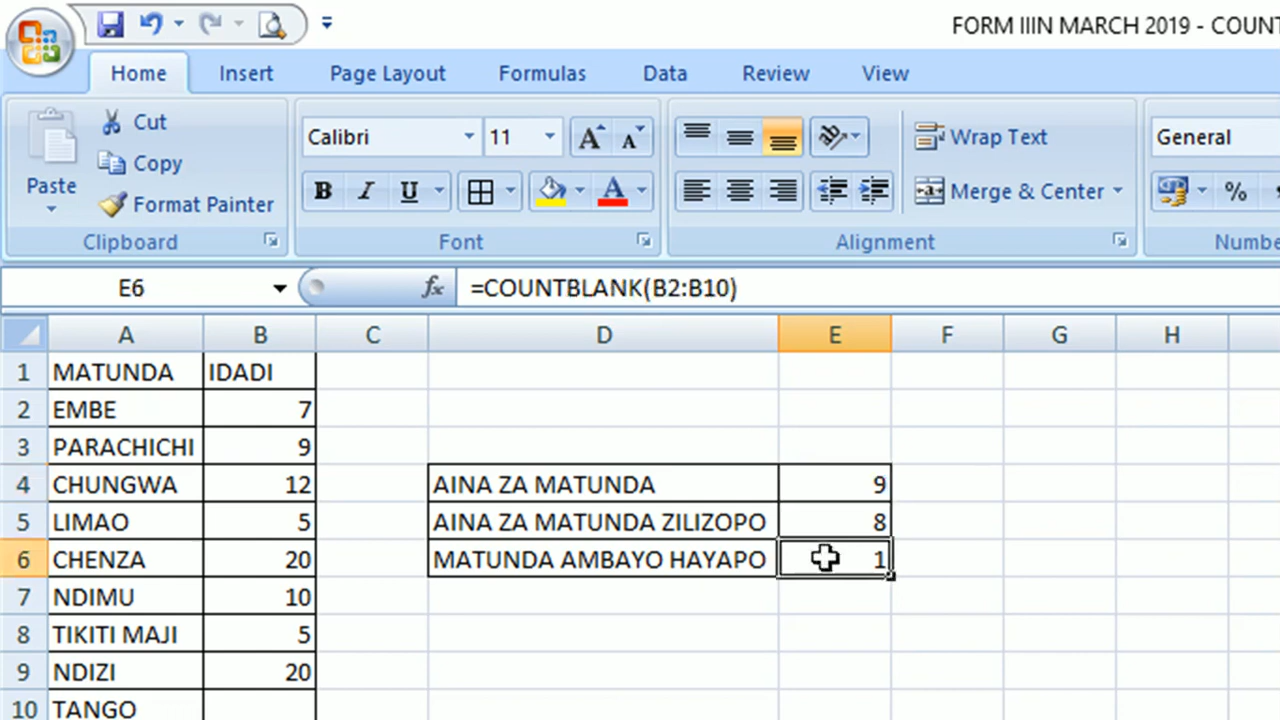 FORM IIIN MARCH 2019 - COUNT
Home Insert Page Layout Formulas Data Review View
Cut
Copy
Paste
Format Painter
Clipboard
Calibri 11
B I U A
Font
Wrap Text
Merge & Center
Alignment
General
%
Numbe
E6 fx =COUNTBLANK(B2:B10)
A B C D E F G H
1 MATUNDA IDADI
2 EMBE 7
3 PARACHICHI 9
4 CHUNGWA 12 AINA ZA MATUNDA 9
5 LIMAO 5 AINA ZA MATUNDA ZILIZOPO 8
6 CHENZA 20 MATUNDA AMBAYO HAYAPO 1
7 NDIMU 10
8 TIKITI MAJI 5
9 NDIZI 20
10 TANGO